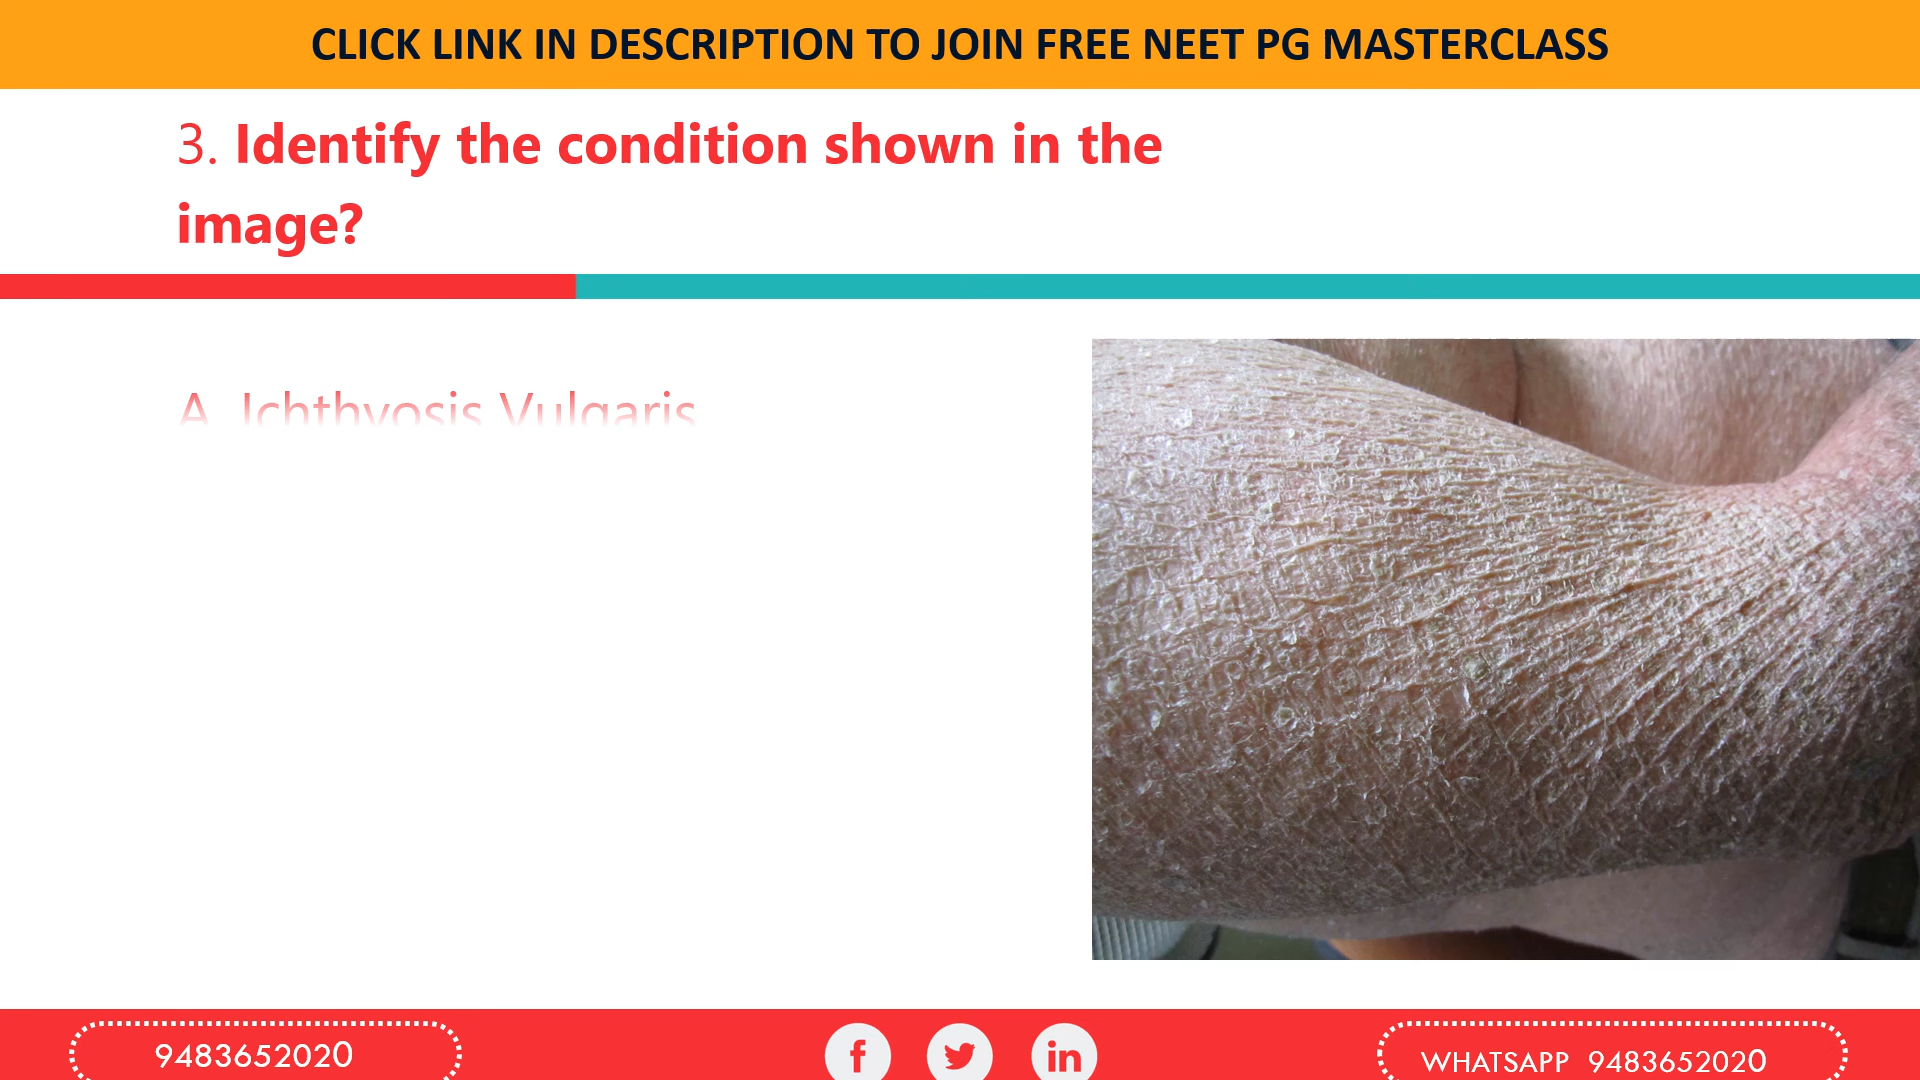 CLICK LINK IN DESCRIPTION TO JOIN FREE NEET PG MASTERCLASS
3. Identify the condition shown in the
image?
A. Ichthyosis Vulgaris
9483652020
f
in
WHATSAPP 9483652020